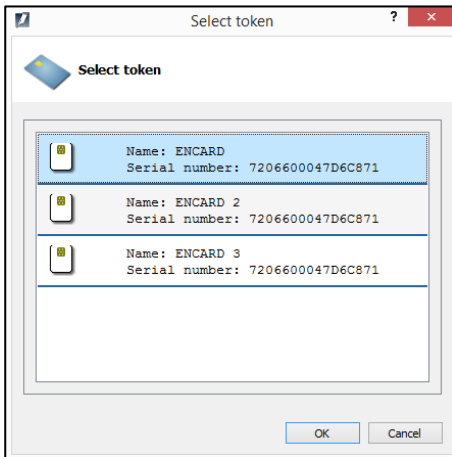 Select token
?
×
Select token
Name: ENCARD
Serial number: 7206600047D6C871
Name: ENCARD 2
Serial number: 7206600047D6C871
Name: ENCARD 3
Serial number: 7206600047D6C871
OK
Cancel